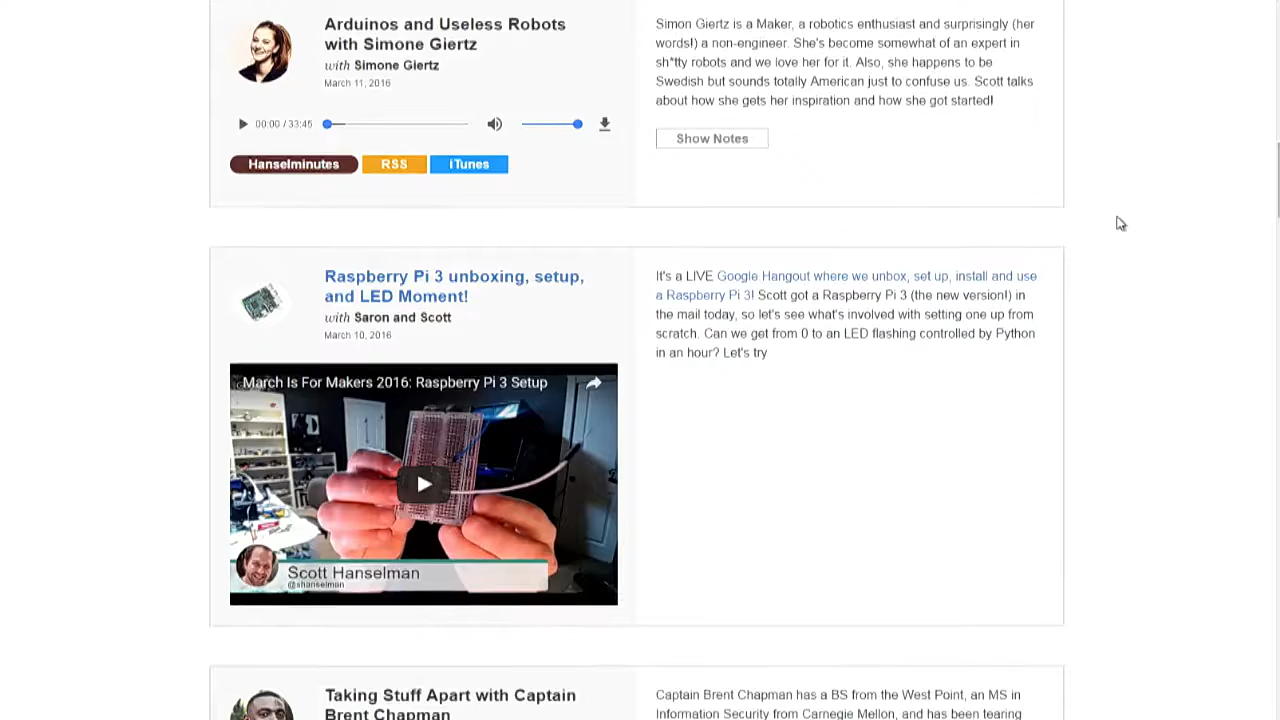 Arduinos and Useless Robots
with Simone Giertz
with Simone Giertz
March 11, 2016
00:00 / 33:45
Hanselminutes
RSS
iTunes
Simon Giertz is a Maker, a robotics enthusiast and surprisingly (her
words!) a non-engineer. She's become somewhat of an expert in
sh*tty robots and we love her for it. Also, she happens to be
Swedish but sounds totally American just to confuse us. Scott talks
about how she gets her inspiration and how she got started!
Show Notes
Raspberry Pi 3 unboxing, setup,
and LED Moment!
with Saron and Scott
March 10, 2016
March Is For Makers 2016: Raspberry Pi 3 Setup
Scott Hanselman
@shanselman
It's a LIVE Google Hangout where we unbox, set up, install and use
a Raspberry Pi 3! Scott got a Raspberry Pi 3 (the new version!) in
the mail today, so let's see what's involved with setting one up from
scratch. Can we get from 0 to an LED flashing controlled by Python
in an hour? Let's try
Taking Stuff Apart with Captain
Brent Chapman
Captain Brent Chapman has a BS from the West Point, an MS in
Information Security from Carnegie Mellon, and has been tearing